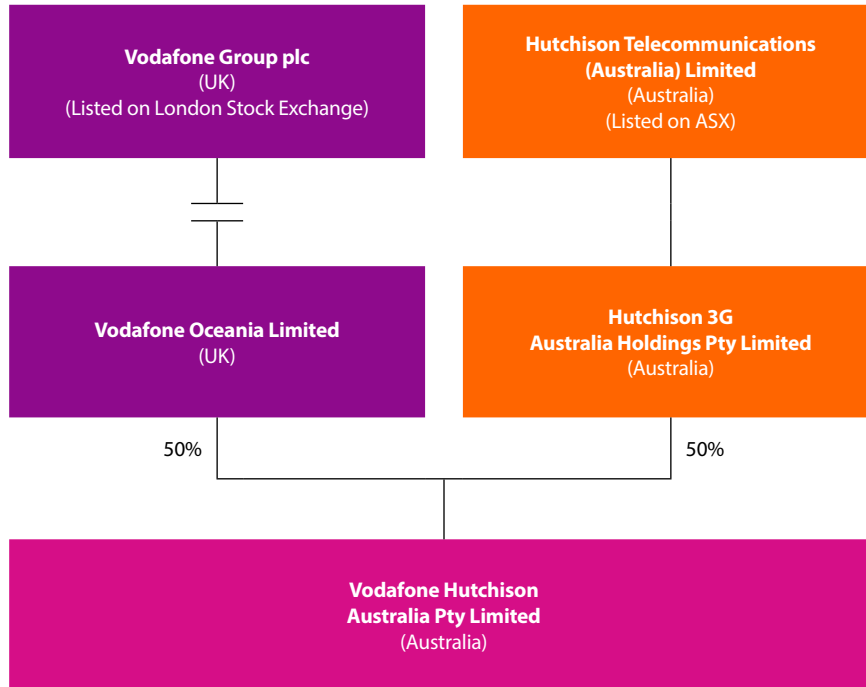 Vodafone Group plc
(UK)
(Listed on London Stock Exchange)
Hutchison Telecommunications
(Australia) Limited
(Australia)
(Listed on ASX)
Vodafone Oceania Limited
(UK)
Hutchison 3G
Australia Holdings Pty Limited
(Australia)
50%
50%
Vodafone Hutchison
Australia Pty Limited
(Australia)